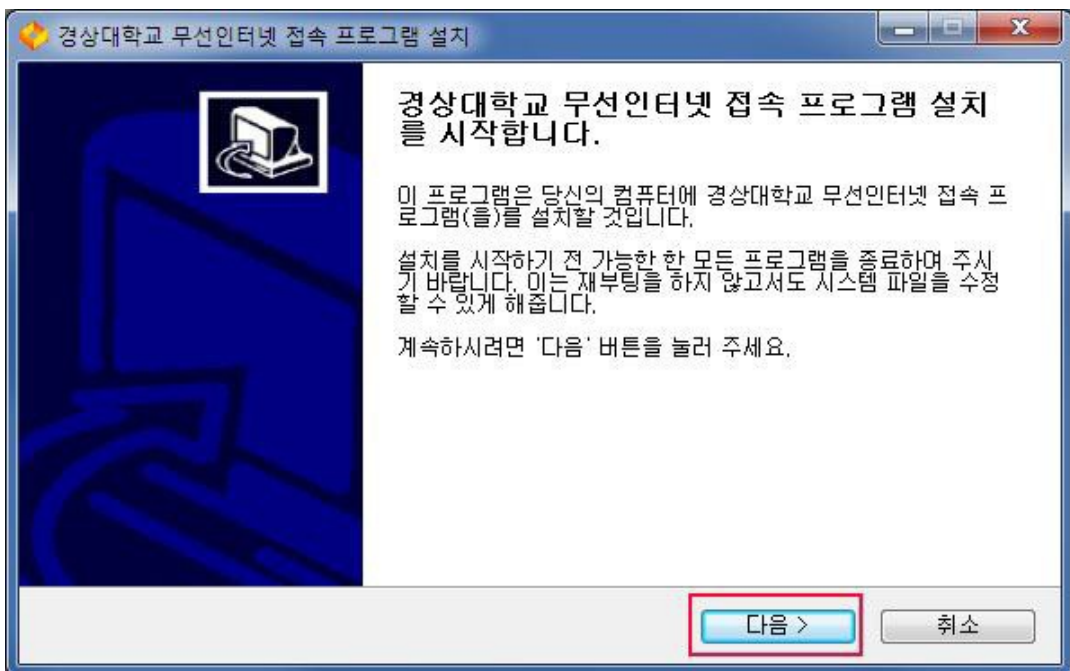 경상대학교 무선인터넷 접속 프로그램 설치
경상대학교 무선인터넷 접속 프로그램 설치
를 시작합니다.
이 프로그램은 당신의 컴퓨터에 경상대학교 무선인터넷 접속 프
로그램(을)를 설치할 것입니다.
설치를 시작하기 전 가능한 한 모든 프로그램을 종료하여 주시
기 바랍니다. 이는 재부팅을 하지 않고서도 시스템 파일을 수정
할 수 있게 해줍니다.
계속하시려면 '다음' 버튼을 눌러 주세요.
다음 >
취소